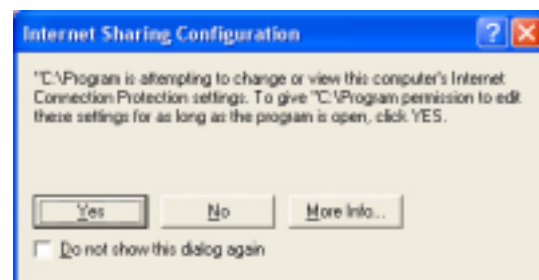 Internet Sharing Configuration
"C:\Program is attempting to change or view this computer's Internet
Connection Protection settings. To give "C:\Program permission to edit
these settings for as long as the program is open, click YES.
Yes No More Info...
Do not show this dialog again